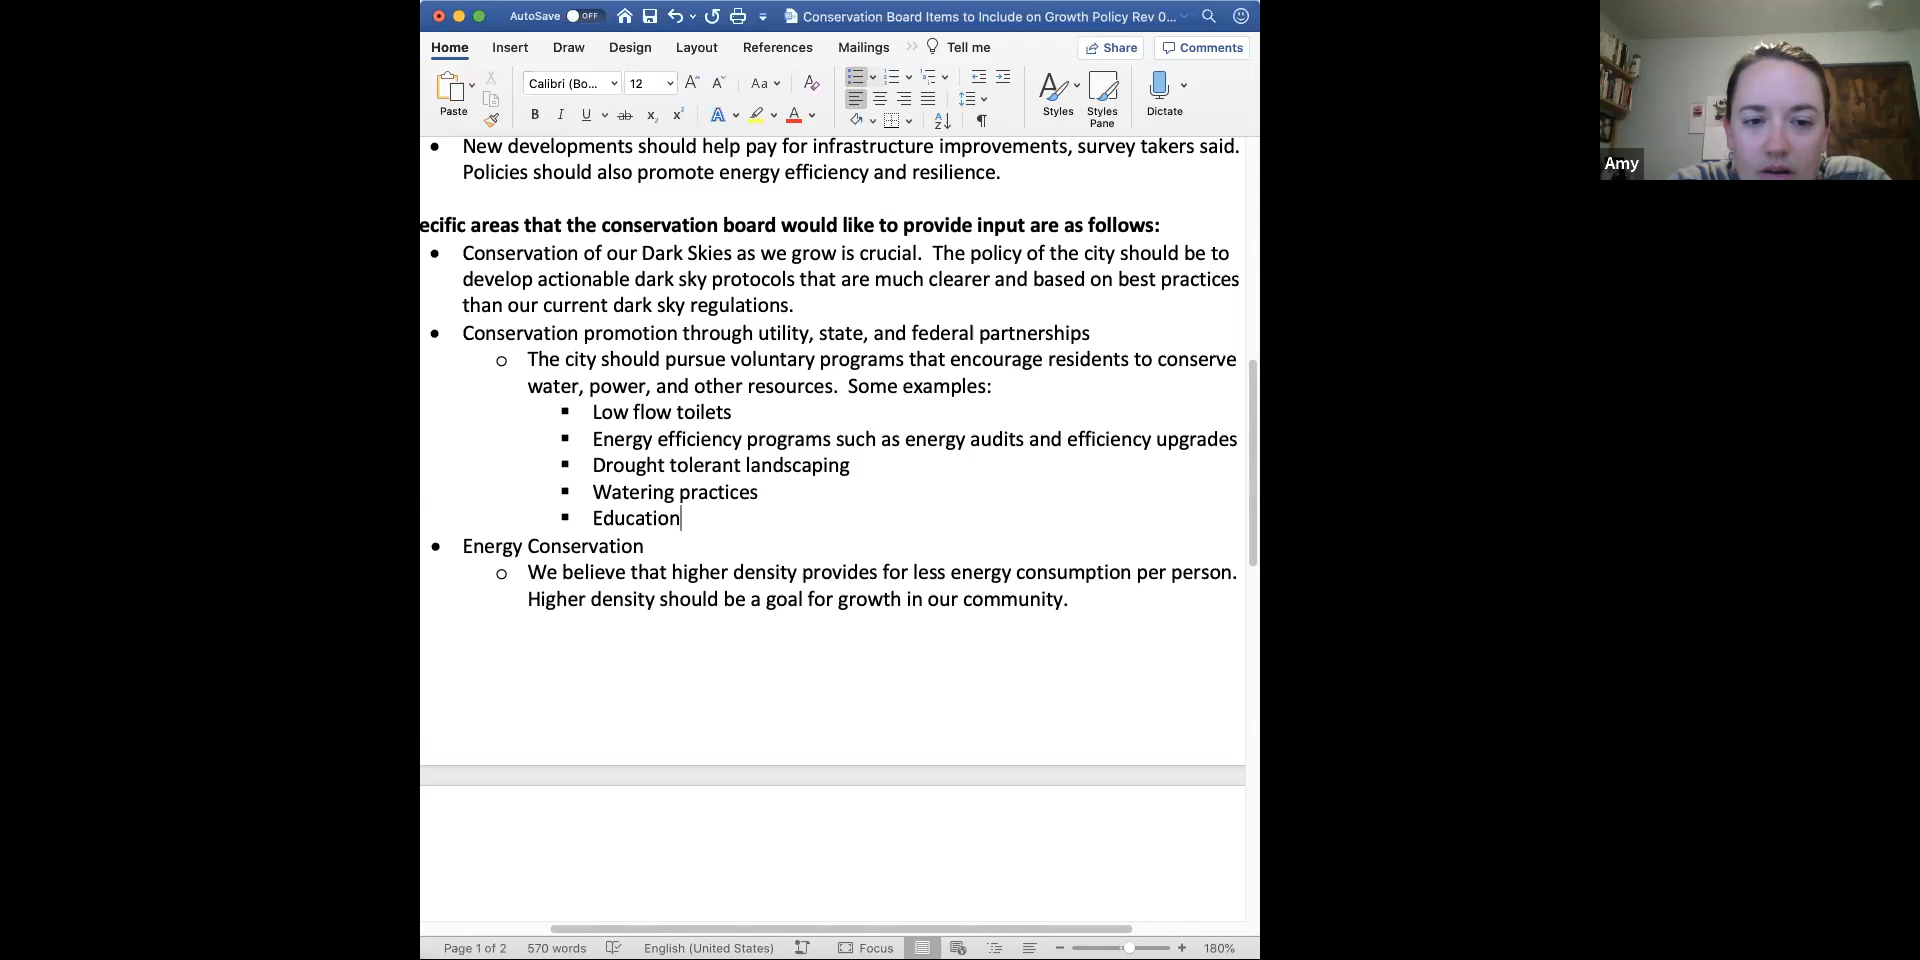 AutoSave OFF Conservation Board Items to Include on Growth Policy Rev 0...
Home Insert Draw Design Layout References Mailings Tell me Share Comments
Calibri (Bo... 12 Aa
Paste Styles Styles Pane Dictate
New developments should help pay for infrastructure improvements, survey takers said.
Policies should also promote energy efficiency and resilience.
ecific areas that the conservation board would like to provide input are as follows:
Conservation of our Dark Skies as we grow is crucial. The policy of the city should be to
develop actionable dark sky protocols that are much clearer and based on best practices
than our current dark sky regulations.
Conservation promotion through utility, state, and federal partnerships
The city should pursue voluntary programs that encourage residents to conserve
water, power, and other resources. Some examples:
Low flow toilets
Energy efficiency programs such as energy audits and efficiency upgrades
Drought tolerant landscaping
Watering practices
Education
Energy Conservation
We believe that higher density provides for less energy consumption per person.
Higher density should be a goal for growth in our community.
Page 1 of 2 570 words English (United States) Focus 180%
Amy